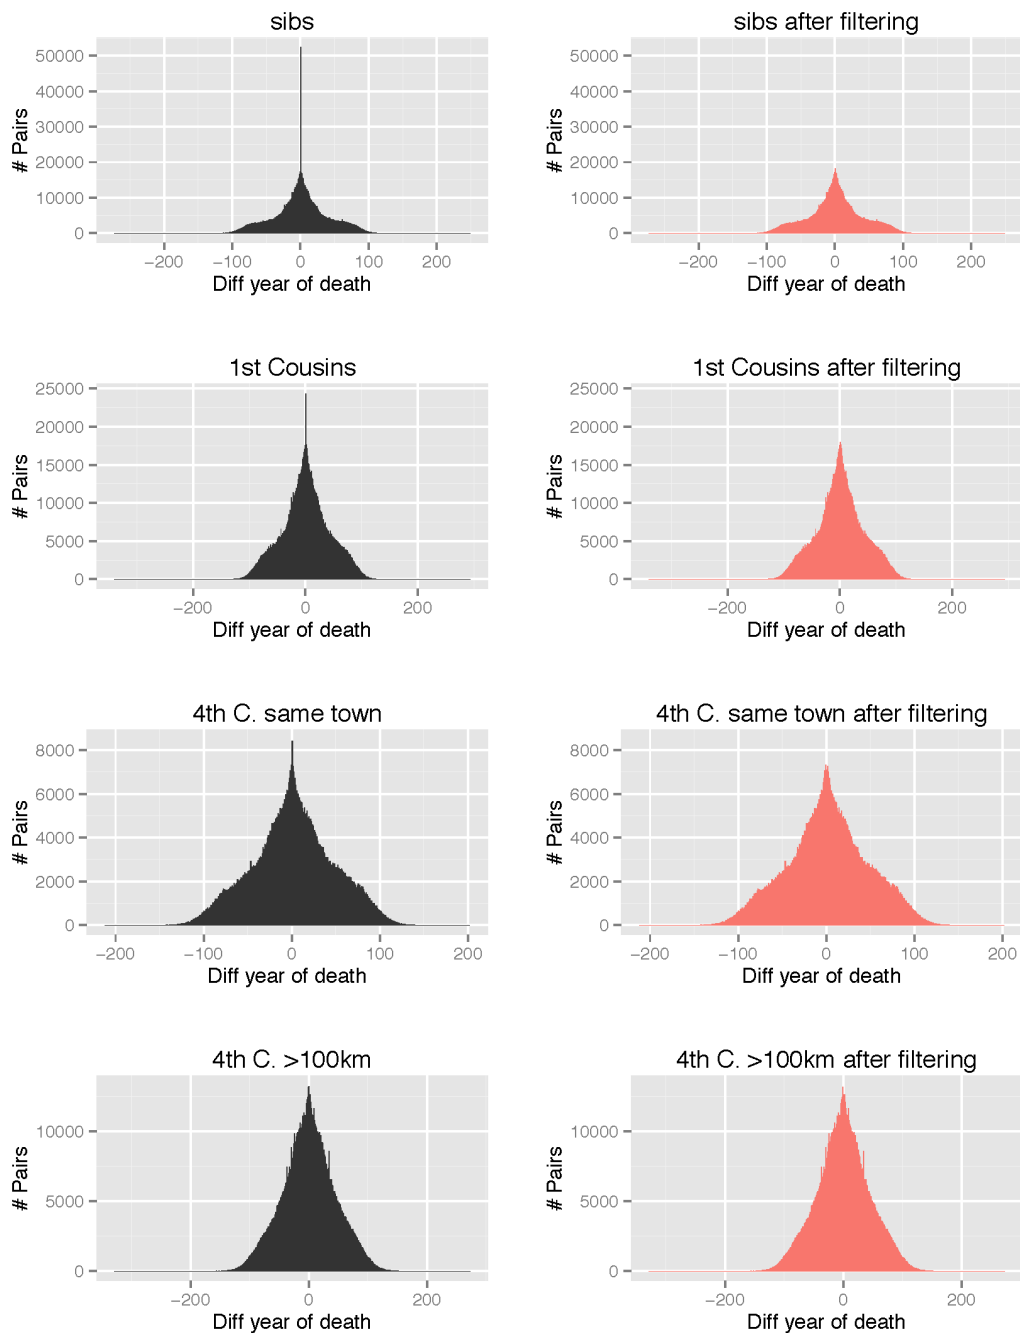 sibs
50000
40000
30000
20000
10000
0
# Pairs
−200 −100 0 100 200
Diff year of death
sibs after filtering
50000
40000
30000
20000
10000
0
# Pairs
−200 −100 0 100 200
Diff year of death
1st Cousins
25000
20000
15000
10000
5000
0
# Pairs
−200 0 200
Diff year of death
1st Cousins after filtering
25000
20000
15000
10000
5000
0
# Pairs
−200 0 200
Diff year of death
4th C. same town
8000
6000
4000
2000
0
# Pairs
−200 −100 0 100 200
Diff year of death
4th C. same town after filtering
8000
6000
4000
2000
0
# Pairs
−200 −100 0 100 200
Diff year of death
4th C. >100km
10000
5000
0
# Pairs
−200 0 200
Diff year of death
4th C. >100km after filtering
10000
5000
0
# Pairs
−200 0 200
Diff year of death